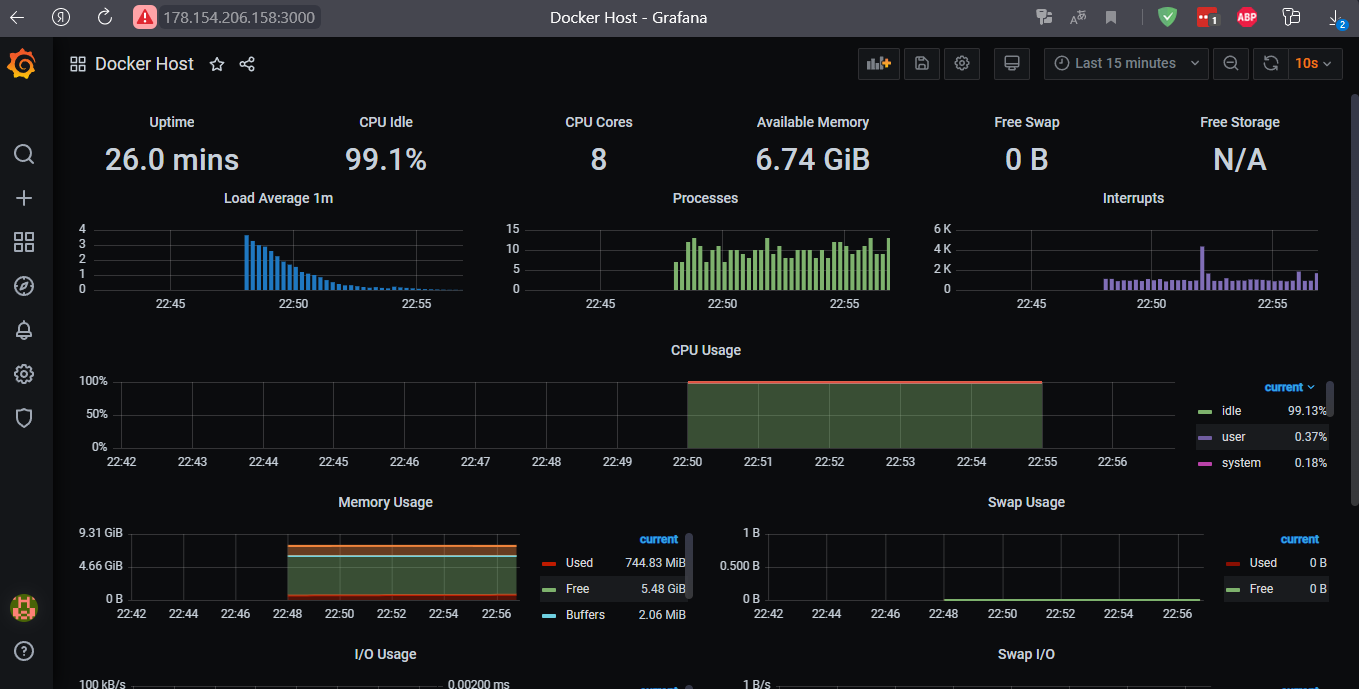 178.154.206.158:3000
Docker Host - Grafana
1
ABP
2
Docker Host
Last 15 minutes
10s
Uptime
CPU Idle
CPU Cores
Available Memory
Free Swap
Free Storage
26.0 mins
99.1%
8
6.74 GiB
0 B
N/A
Load Average 1m
4
3
2
1
0
22:45
22:50
22:55
Processes
15
10
5
0
22:45
22:50
22:55
Interrupts
6 K
4 K
2 K
0
22:45
22:50
22:55
CPU Usage
100%
50%
0%
22:42
22:43
22:44
22:45
22:46
22:47
22:48
22:49
22:50
22:51
22:52
22:53
22:54
22:55
22:56
current
idle 99.13%
user 0.37%
system 0.18%
Memory Usage
9.31 GiB
4.66 GiB
0 B
22:42
22:44
22:46
22:48
22:50
22:52
22:54
22:56
current
Used 744.83 MiB
Free 5.48 GiB
Buffers 2.06 MiB
Swap Usage
1 B
0.500 B
0 B
22:42
22:44
22:46
22:48
22:50
22:52
22:54
22:56
current
Used 0 B
Free 0 B
I/O Usage
100 kB/s
0.00200 ms
Swap I/O
1 B/s